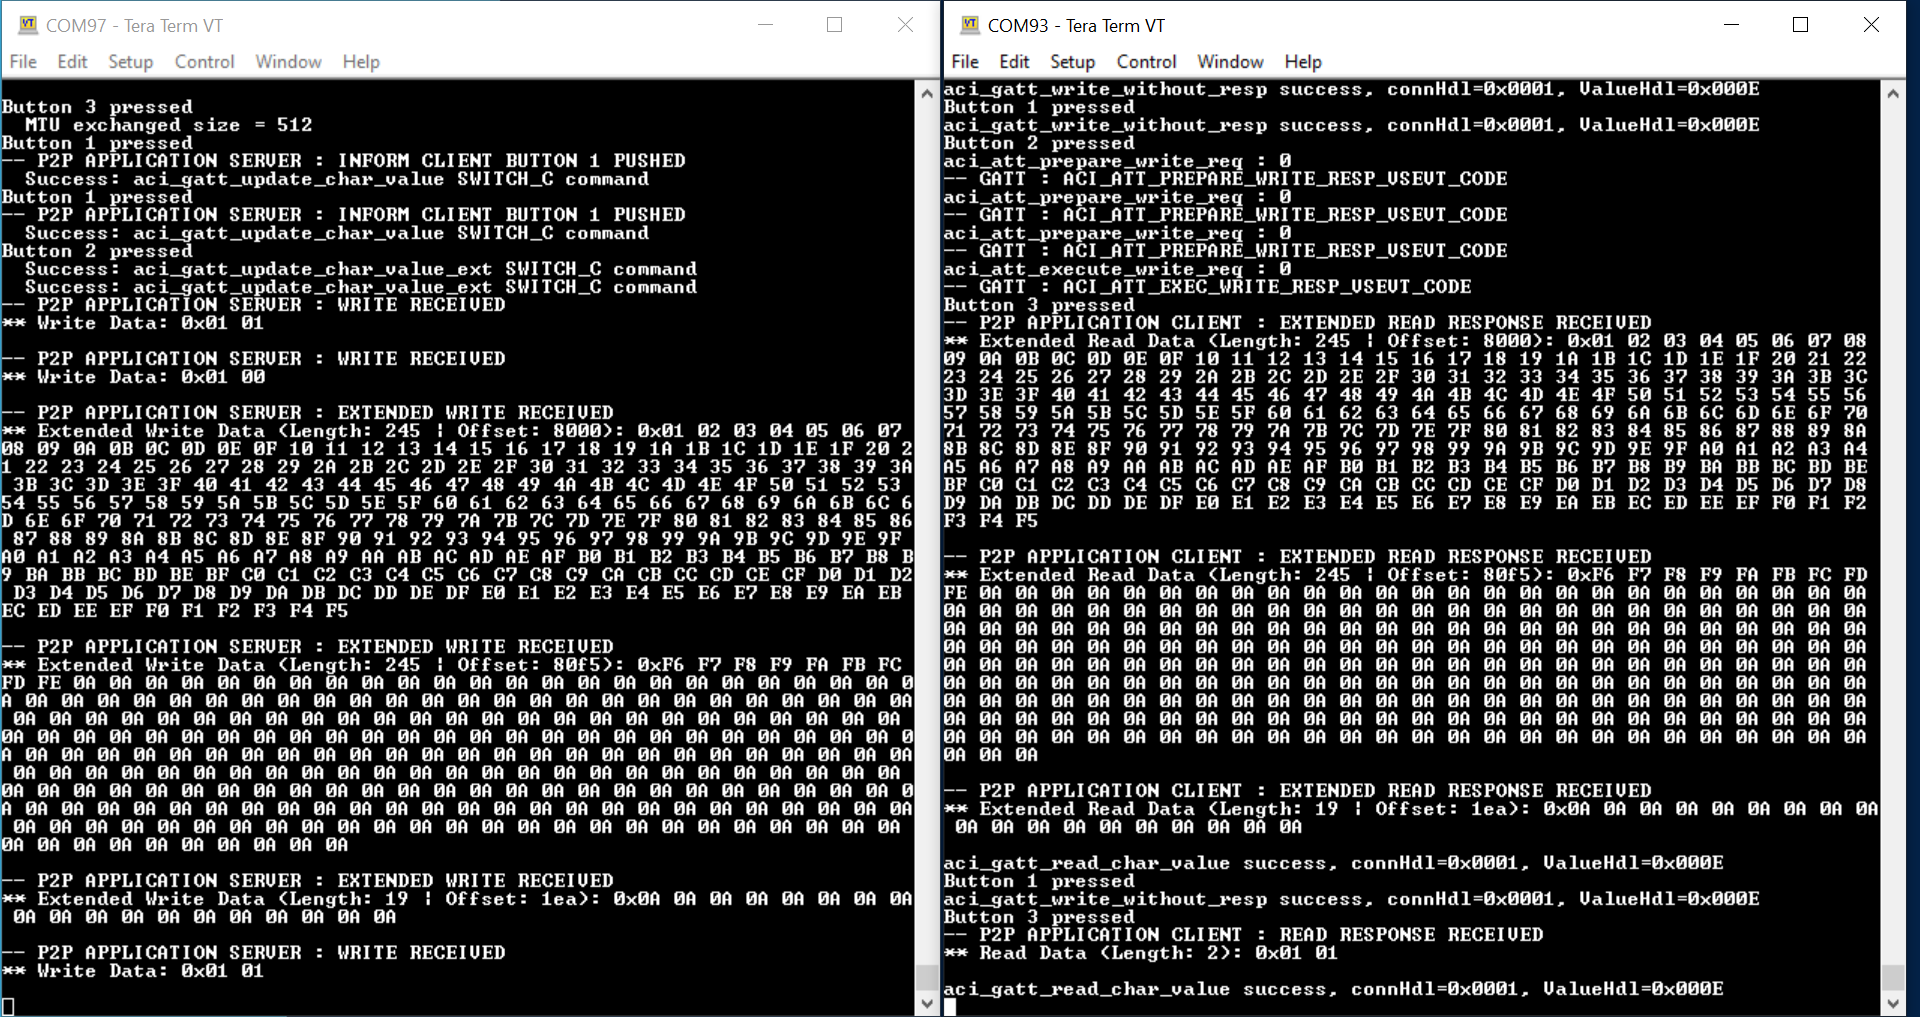 COM97 - Tera Term VT
File Edit Setup Control Window Help
Button 3 pressed
MTU exchanged size = 512
Button 1 pressed
-- P2P APPLICATION SERVER : INFORM CLIENT BUTTON 1 PUSHED
Success: aci_gatt_update_char_value SWITCH_C command
Button 1 pressed
-- P2P APPLICATION SERVER : INFORM CLIENT BUTTON 1 PUSHED
Success: aci_gatt_update_char_value SWITCH_C command
Button 2 pressed
Success: aci_gatt_update_char_value_ext SWITCH_C command
Success: aci_gatt_update_char_value_ext SWITCH_C command
-- P2P APPLICATION SERVER : WRITE RECEIVED
** Write Data: 0x01 01
-- P2P APPLICATION SERVER : WRITE RECEIVED
** Write Data: 0x01 00
-- P2P APPLICATION SERVER : EXTENDED WRITE RECEIVED
** Extended Write Data (Length: 245 ¦ Offset: 8000): 0x01 02 03 04 05 06 07
08 09 0A 0B 0C 0D 0E 0F 10 11 12 13 14 15 16 17 18 19 1A 1B 1C 1D 1E 1F 20 2
1 22 23 24 25 26 27 28 29 2A 2B 2C 2D 2E 2F 30 31 32 33 34 35 36 37 38 39 3A
3B 3C 3D 3E 3F 40 41 42 43 44 45 46 47 48 49 4A 4B 4C 4D 4E 4F 50 51 52 53
54 55 56 57 58 59 5A 5B 5C 5D 5E 5F 60 61 62 63 64 65 66 67 68 69 6A 6B 6C 6
D 6E 6F 70 71 72 73 74 75 76 77 78 79 7A 7B 7C 7D 7E 7F 80 81 82 83 84 85 86
87 88 89 8A 8B 8C 8D 8E 8F 90 91 92 93 94 95 96 97 98 99 9A 9B 9C 9D 9E 9F
A0 A1 A2 A3 A4 A5 A6 A7 A8 A9 AA AB AC AD AE AF B0 B1 B2 B3 B4 B5 B6 B7 B8 B
9 BA BB BC BD BE BF C0 C1 C2 C3 C4 C5 C6 C7 C8 C9 CA CB CC CD CE CF D0 D1 D2
D3 D4 D5 D6 D7 D8 D9 DA DB DC DD DE DF E0 E1 E2 E3 E4 E5 E6 E7 E8 E9 EA EB
EC ED EE EF F0 F1 F2 F3 F4 F5
-- P2P APPLICATION SERVER : EXTENDED WRITE RECEIVED
** Extended Write Data (Length: 245 ¦ Offset: 80f5): 0xF6 F7 F8 F9 FA FB FC
FD FE 0A 0A 0A 0A 0A 0A 0A 0A 0A 0A 0A 0A 0A 0A 0A 0A 0A 0A 0A 0A 0A 0A 0A 0
A 0A 0A 0A 0A 0A 0A 0A 0A 0A 0A 0A 0A 0A 0A 0A 0A 0A 0A 0A 0A 0A 0A 0A 0A 0A
0A 0A 0A 0A 0A 0A 0A 0A 0A 0A 0A 0A 0A 0A 0A 0A 0A 0A 0A 0A 0A 0A 0A 0A 0A
0A 0A 0A 0A 0A 0A 0A 0A 0A 0A 0A 0A 0A 0A 0A 0A 0A 0A 0A 0A 0A 0A 0A 0A 0A 0
A 0A 0A 0A 0A 0A 0A 0A 0A 0A 0A 0A 0A 0A 0A 0A 0A 0A 0A 0A 0A 0A 0A 0A 0A 0A
0A 0A 0A 0A 0A 0A 0A 0A 0A 0A 0A 0A 0A 0A 0A 0A 0A 0A 0A 0A 0A 0A 0A 0A 0A
0A 0A 0A 0A 0A 0A 0A 0A 0A 0A 0A 0A 0A 0A 0A 0A 0A 0A 0A 0A 0A 0A 0A 0A 0A 0
A 0A 0A 0A 0A 0A 0A 0A 0A 0A 0A 0A 0A 0A 0A 0A 0A 0A 0A 0A 0A 0A 0A 0A 0A 0A
0A 0A 0A 0A 0A 0A 0A 0A 0A 0A 0A 0A 0A 0A 0A 0A 0A 0A 0A 0A 0A 0A 0A 0A 0A
0A 0A 0A 0A 0A 0A 0A 0A 0A 0A
-- P2P APPLICATION SERVER : EXTENDED WRITE RECEIVED
** Extended Write Data (Length: 19 ¦ Offset: 1ea): 0x0A 0A 0A 0A 0A 0A 0A 0A
0A 0A 0A 0A 0A 0A 0A 0A 0A 0A 0A
-- P2P APPLICATION SERVER : WRITE RECEIVED
** Write Data: 0x01 01
COM93 - Tera Term VT
File Edit Setup Control Window Help
aci_gatt_write_without_resp success, connHdl=0x0001, ValueHdl=0x000E
Button 1 pressed
aci_gatt_write_without_resp success, connHdl=0x0001, ValueHdl=0x000E
Button 2 pressed
aci_att_prepare_write_req : 0
-- GATT : ACI_ATT_PREPARE_WRITE_RESP_VSEVT_CODE
aci_att_prepare_write_req : 0
-- GATT : ACI_ATT_PREPARE_WRITE_RESP_VSEVT_CODE
aci_att_prepare_write_req : 0
-- GATT : ACI_ATT_PREPARE_WRITE_RESP_VSEVT_CODE
aci_att_execute_write_req : 0
-- GATT : ACI_ATT_EXEC_WRITE_RESP_VSEVT_CODE
Button 3 pressed
-- P2P APPLICATION CLIENT : EXTENDED READ RESPONSE RECEIVED
** Extended Read Data (Length: 245 ¦ Offset: 8000): 0x01 02 03 04 05 06 07 08
09 0A 0B 0C 0D 0E 0F 10 11 12 13 14 15 16 17 18 19 1A 1B 1C 1D 1E 1F 20 21 22
23 24 25 26 27 28 29 2A 2B 2C 2D 2E 2F 30 31 32 33 34 35 36 37 38 39 3A 3B 3C
3D 3E 3F 40 41 42 43 44 45 46 47 48 49 4A 4B 4C 4D 4E 4F 50 51 52 53 54 55 56
57 58 59 5A 5B 5C 5D 5E 5F 60 61 62 63 64 65 66 67 68 69 6A 6B 6C 6D 6E 6F 70
71 72 73 74 75 76 77 78 79 7A 7B 7C 7D 7E 7F 80 81 82 83 84 85 86 87 88 89 8A
8B 8C 8D 8E 8F 90 91 92 93 94 95 96 97 98 99 9A 9B 9C 9D 9E 9F A0 A1 A2 A3 A4
A5 A6 A7 A8 A9 AA AB AC AD AE AF B0 B1 B2 B3 B4 B5 B6 B7 B8 B9 BA BB BC BD BE
BF C0 C1 C2 C3 C4 C5 C6 C7 C8 C9 CA CB CC CD CE CF D0 D1 D2 D3 D4 D5 D6 D7 D8
D9 DA DB DC DD DE DF E0 E1 E2 E3 E4 E5 E6 E7 E8 E9 EA EB EC ED EE EF F0 F1 F2
F3 F4 F5
-- P2P APPLICATION CLIENT : EXTENDED READ RESPONSE RECEIVED
** Extended Read Data (Length: 245 ¦ Offset: 80f5): 0xF6 F7 F8 F9 FA FB FC FD
FE 0A 0A 0A 0A 0A 0A 0A 0A 0A 0A 0A 0A 0A 0A 0A 0A 0A 0A 0A 0A 0A 0A 0A 0A 0A
0A 0A 0A 0A 0A 0A 0A 0A 0A 0A 0A 0A 0A 0A 0A 0A 0A 0A 0A 0A 0A 0A 0A 0A 0A 0A
0A 0A 0A 0A 0A 0A 0A 0A 0A 0A 0A 0A 0A 0A 0A 0A 0A 0A 0A 0A 0A 0A 0A 0A 0A 0A
0A 0A 0A 0A 0A 0A 0A 0A 0A 0A 0A 0A 0A 0A 0A 0A 0A 0A 0A 0A 0A 0A 0A 0A 0A 0A
0A 0A 0A 0A 0A 0A 0A 0A 0A 0A 0A 0A 0A 0A 0A 0A 0A 0A 0A 0A 0A 0A 0A 0A 0A 0A
0A 0A 0A 0A 0A 0A 0A 0A 0A 0A 0A 0A 0A 0A 0A 0A 0A 0A 0A 0A 0A 0A 0A 0A 0A 0A
0A 0A 0A 0A 0A 0A 0A 0A 0A 0A 0A 0A 0A 0A 0A 0A 0A 0A 0A 0A 0A 0A 0A 0A 0A 0A
0A 0A 0A 0A 0A 0A 0A 0A 0A 0A 0A 0A 0A 0A 0A 0A 0A 0A 0A 0A 0A 0A 0A 0A 0A 0A
0A 0A 0A 0A 0A 0A 0A 0A 0A 0A 0A 0A 0A 0A 0A 0A 0A 0A 0A 0A 0A 0A 0A 0A 0A 0A
0A 0A 0A
-- P2P APPLICATION CLIENT : EXTENDED READ RESPONSE RECEIVED
** Extended Read Data (Length: 19 ¦ Offset: 1ea): 0x0A 0A 0A 0A 0A 0A 0A 0A 0A
0A 0A 0A 0A 0A 0A 0A 0A 0A 0A
aci_gatt_read_char_value success, connHdl=0x0001, ValueHdl=0x000E
Button 1 pressed
aci_gatt_write_without_resp success, connHdl=0x0001, ValueHdl=0x000E
Button 3 pressed
-- P2P APPLICATION CLIENT : READ RESPONSE RECEIVED
** Read Data (Length: 2): 0x01 01
aci_gatt_read_char_value success, connHdl=0x0001, ValueHdl=0x000E